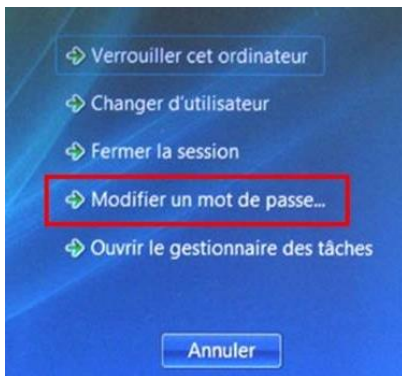 Verrouiller cet ordinateur
Changer d'utilisateur
Fermer la session
Modifier un mot de passe...
Ouvrir le gestionnaire des tâches
Annuler